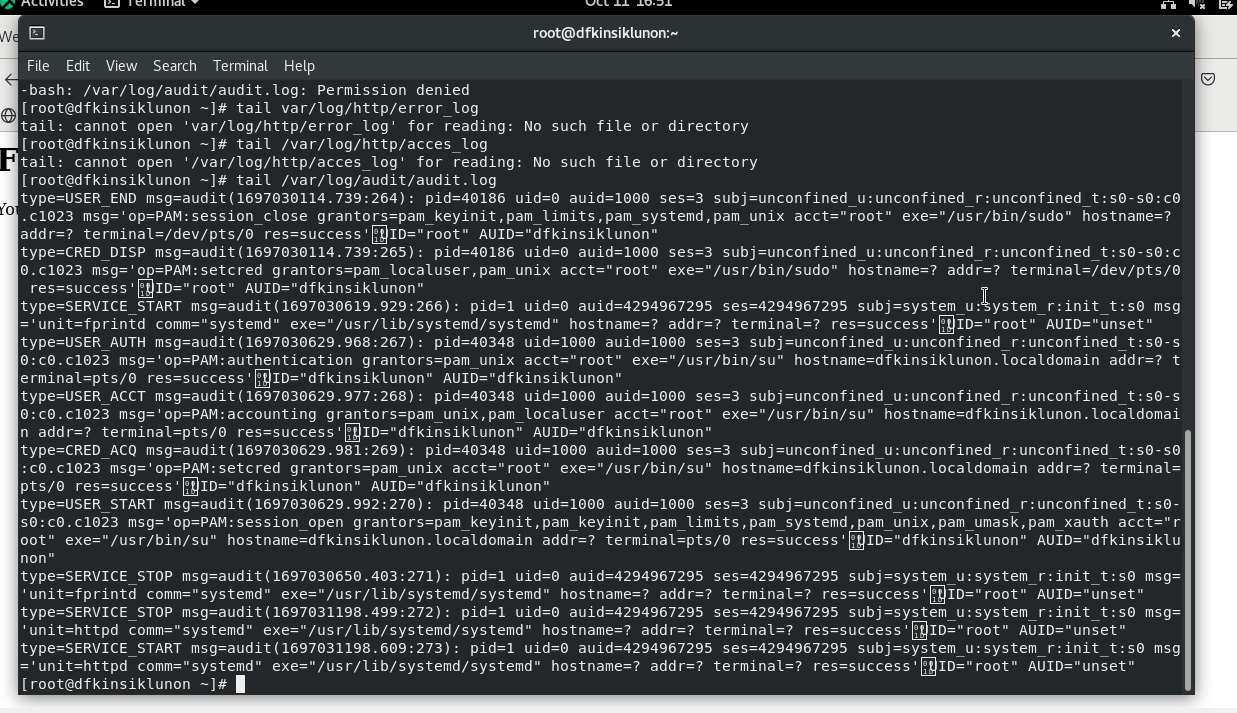 Activities
Terminal
Oct 11 16:51
root@dfkinsiklunon:~
File Edit View Search Terminal Help
-bash: /var/log/audit/audit.log: Permission denied
[root@dfkinsiklunon ~]# tail var/log/http/error_log
tail: cannot open 'var/log/http/error_log' for reading: No such file or directory
[root@dfkinsiklunon ~]# tail /var/log/http/acces_log
tail: cannot open '/var/log/http/acces_log' for reading: No such file or directory
[root@dfkinsiklunon ~]# tail /var/log/audit/audit.log
type=USER_END msg=audit(1697030114.739:264): pid=40186 uid=0 auid=1000 ses=3 subj=unconfined_u:unconfined_r:unconfined_t:s0-s0:c0
.c1023 msg='op=PAM:session_close grantors=pam_keyinit,pam_limits,pam_systemd,pam_unix acct="root" exe="/usr/bin/sudo" hostname=?
addr=? terminal=/dev/pts/0 res=success'UID="root" AUID="dfkinsiklunon"
type=CRED_DISP msg=audit(1697030114.739:265): pid=40186 uid=0 auid=1000 ses=3 subj=unconfined_u:unconfined_r:unconfined_t:s0-s0:c
0.c1023 msg='op=PAM:setcred grantors=pam_localuser,pam_unix acct="root" exe="/usr/bin/sudo" hostname=? addr=? terminal=/dev/pts/0
res=success'UID="root" AUID="dfkinsiklunon"
type=SERVICE_START msg=audit(1697030619.929:266): pid=1 uid=0 auid=4294967295 ses=4294967295 subj=system_u:system_r:init_t:s0 msg
='unit=fprintd comm="systemd" exe="/usr/lib/systemd/systemd" hostname=? addr=? terminal=? res=success'UID="root" AUID="unset"
type=USER_AUTH msg=audit(1697030629.968:267): pid=40348 uid=1000 auid=1000 ses=3 subj=unconfined_u:unconfined_r:unconfined_t:s0-s
0:c0.c1023 msg='op=PAM:authentication grantors=pam_unix acct="root" exe="/usr/bin/su" hostname=dfkinsiklunon.localdomain addr=? t
erminal=pts/0 res=success'UID="dfkinsiklunon" AUID="dfkinsiklunon"
type=USER_ACCT msg=audit(1697030629.977:268): pid=40348 uid=1000 auid=1000 ses=3 subj=unconfined_u:unconfined_r:unconfined_t:s0-s
0:c0.c1023 msg='op=PAM:accounting grantors=pam_unix,pam_localuser acct="root" exe="/usr/bin/su" hostname=dfkinsiklunon.localdomai
n addr=? terminal=pts/0 res=success'UID="dfkinsiklunon" AUID="dfkinsiklunon"
type=CRED_ACQ msg=audit(1697030629.981:269): pid=40348 uid=1000 auid=1000 ses=3 subj=unconfined_u:unconfined_r:unconfined_t:s0-s0
:c0.c1023 msg='op=PAM:setcred grantors=pam_unix acct="root" exe="/usr/bin/su" hostname=dfkinsiklunon.localdomain addr=? terminal=
pts/0 res=success'UID="dfkinsiklunon" AUID="dfkinsiklunon"
type=USER_START msg=audit(1697030629.992:270): pid=40348 uid=1000 auid=1000 ses=3 subj=unconfined_u:unconfined_r:unconfined_t:s0-
s0:c0.c1023 msg='op=PAM:session_open grantors=pam_keyinit,pam_keyinit,pam_limits,pam_systemd,pam_unix,pam_umask,pam_xauth acct="r
oot" exe="/usr/bin/su" hostname=dfkinsiklunon.localdomain addr=? terminal=pts/0 res=success'UID="dfkinsiklunon" AUID="dfkinsiklu
non"
type=SERVICE_STOP msg=audit(1697030650.403:271): pid=1 uid=0 auid=4294967295 ses=4294967295 subj=system_u:system_r:init_t:s0 msg=
'unit=fprintd comm="systemd" exe="/usr/lib/systemd/systemd" hostname=? addr=? terminal=? res=success'UID="root" AUID="unset"
type=SERVICE_STOP msg=audit(1697031198.499:272): pid=1 uid=0 auid=4294967295 ses=4294967295 subj=system_u:system_r:init_t:s0 msg=
'unit=httpd comm="systemd" exe="/usr/lib/systemd/systemd" hostname=? addr=? terminal=? res=success'UID="root" AUID="unset"
type=SERVICE_START msg=audit(1697031198.609:273): pid=1 uid=0 auid=4294967295 ses=4294967295 subj=system_u:system_r:init_t:s0 msg
='unit=httpd comm="systemd" exe="/usr/lib/systemd/systemd" hostname=? addr=? terminal=? res=success'UID="root" AUID="unset"
[root@dfkinsiklunon ~]#